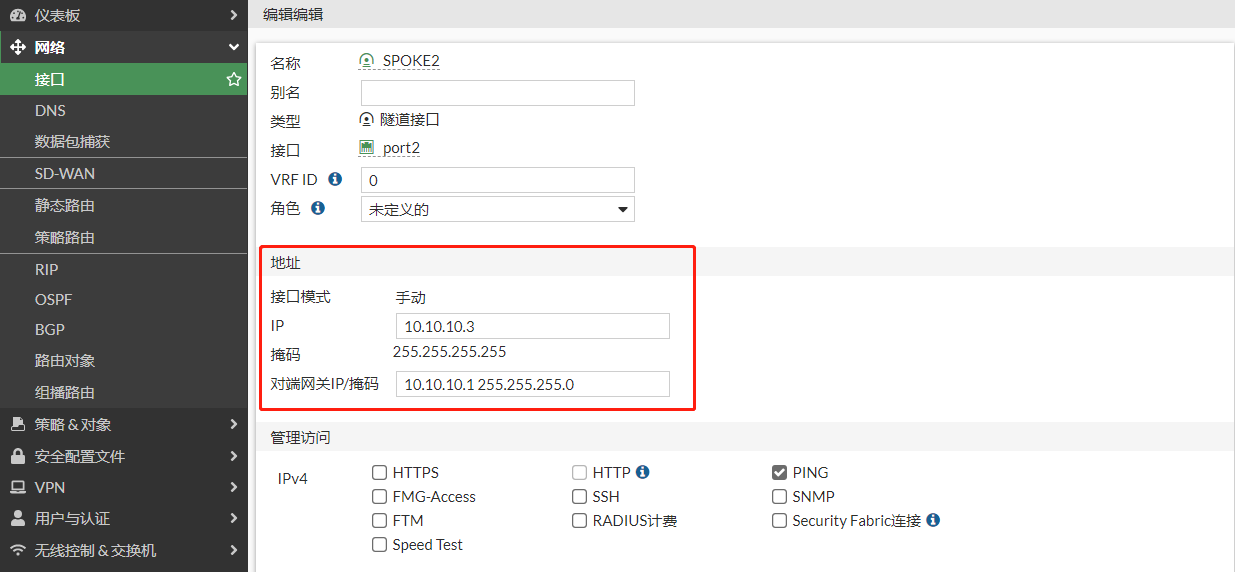 仪表板
网络
接口
DNS
数据包捕获
SD-WAN
静态路由
策略路由
RIP
OSPF
BGP
路由对象
组播路由
策略 & 对象
安全配置文件
VPN
用户与认证
无线控制 & 交换机
编辑编辑
名称 SPOKE2
别名
类型 隧道接口
接口 port2
VRF ID 0
角色 未定义的
地址
接口模式 手动
IP 10.10.10.3
掩码 255.255.255.255
对端网关IP/掩码 10.10.10.1 255.255.255.0
管理访问
IPv4
HTTPS HTTP PING
FMG-Access SSH SNMP
FTM RADIUS计费 Security Fabric连接
Speed Test